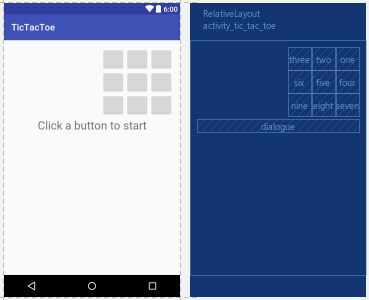 6:00
TicTacToe
Click a button to start
RelativeLayout
activity_tic_tac_toe
three two one
six five four
nine eight seven
dialogue